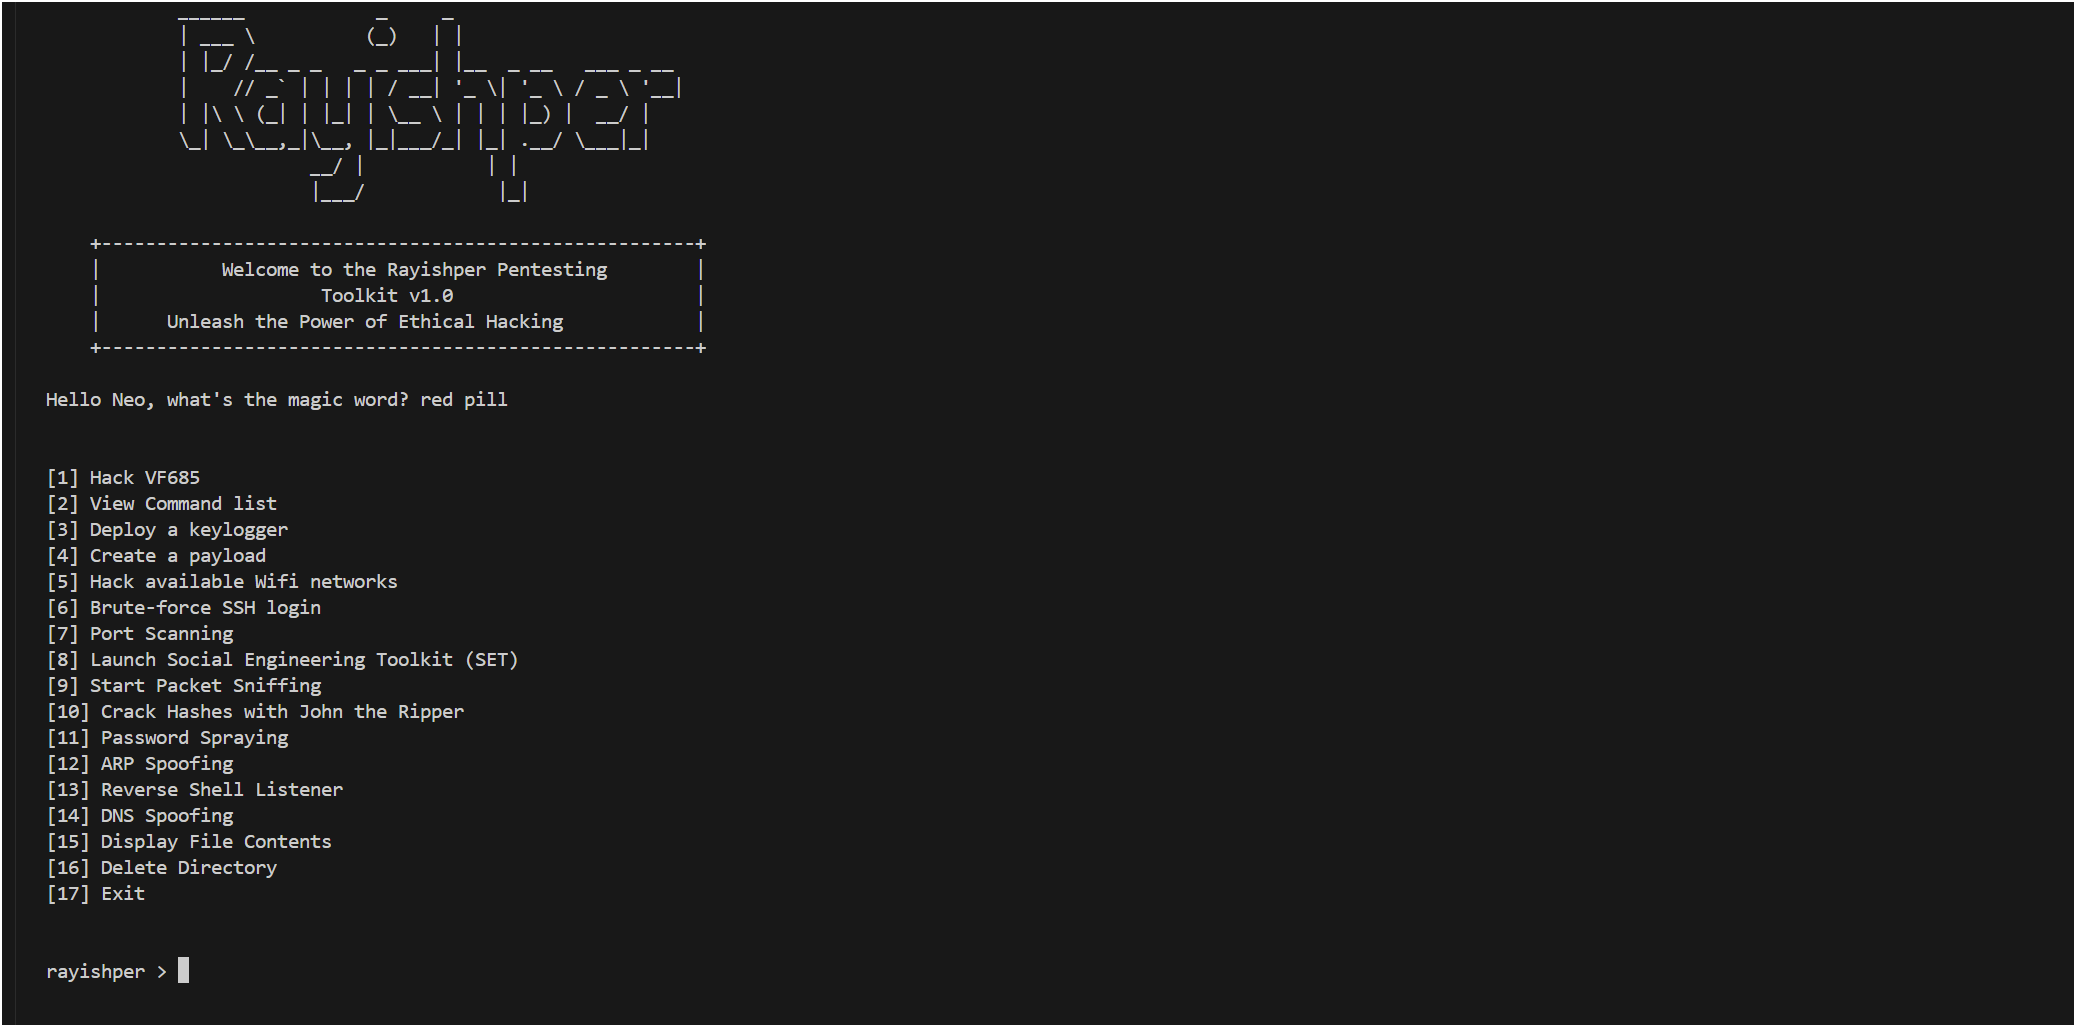 Rayishper
Welcome to the Rayishper Pentesting
Toolkit v1.0
Unleash the Power of Ethical Hacking
Hello Neo, what's the magic word? red pill
[1] Hack VF685
[2] View Command list
[3] Deploy a keylogger
[4] Create a payload
[5] Hack available Wifi networks
[6] Brute-force SSH login
[7] Port Scanning
[8] Launch Social Engineering Toolkit (SET)
[9] Start Packet Sniffing
[10] Crack Hashes with John the Ripper
[11] Password Spraying
[12] ARP Spoofing
[13] Reverse Shell Listener
[14] DNS Spoofing
[15] Display File Contents
[16] Delete Directory
[17] Exit
rayishper >